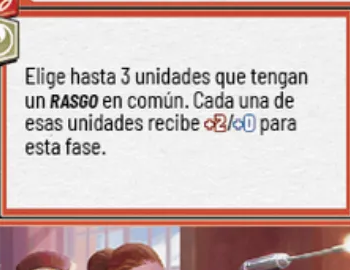 Elige hasta 3 unidades que tengan
un RASGO en común. Cada una de
esas unidades recibe +2/+0 para
esta fase.